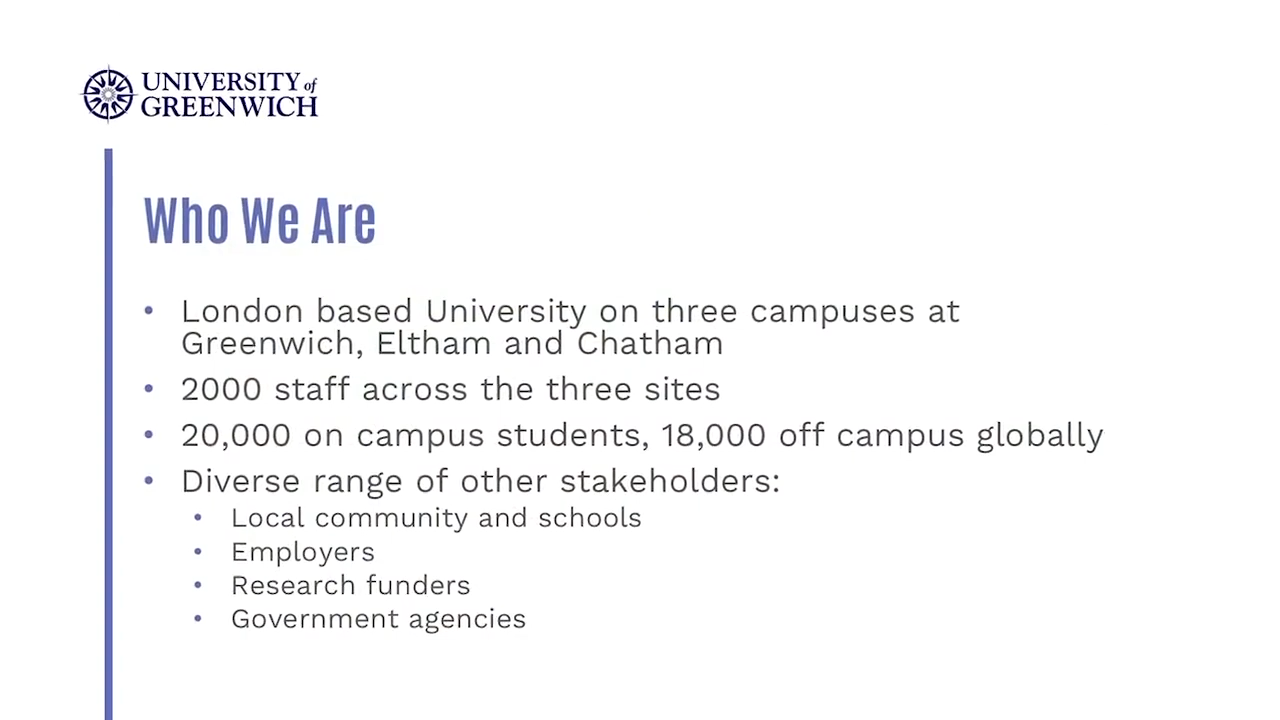 UNIVERSITY of
GREENWICH
Who We Are
• London based University on three campuses at
Greenwich, Eltham and Chatham
• 2000 staff across the three sites
• 20,000 on campus students, 18,000 off campus globally
• Diverse range of other stakeholders:
• Local community and schools
• Employers
• Research funders
• Government agencies